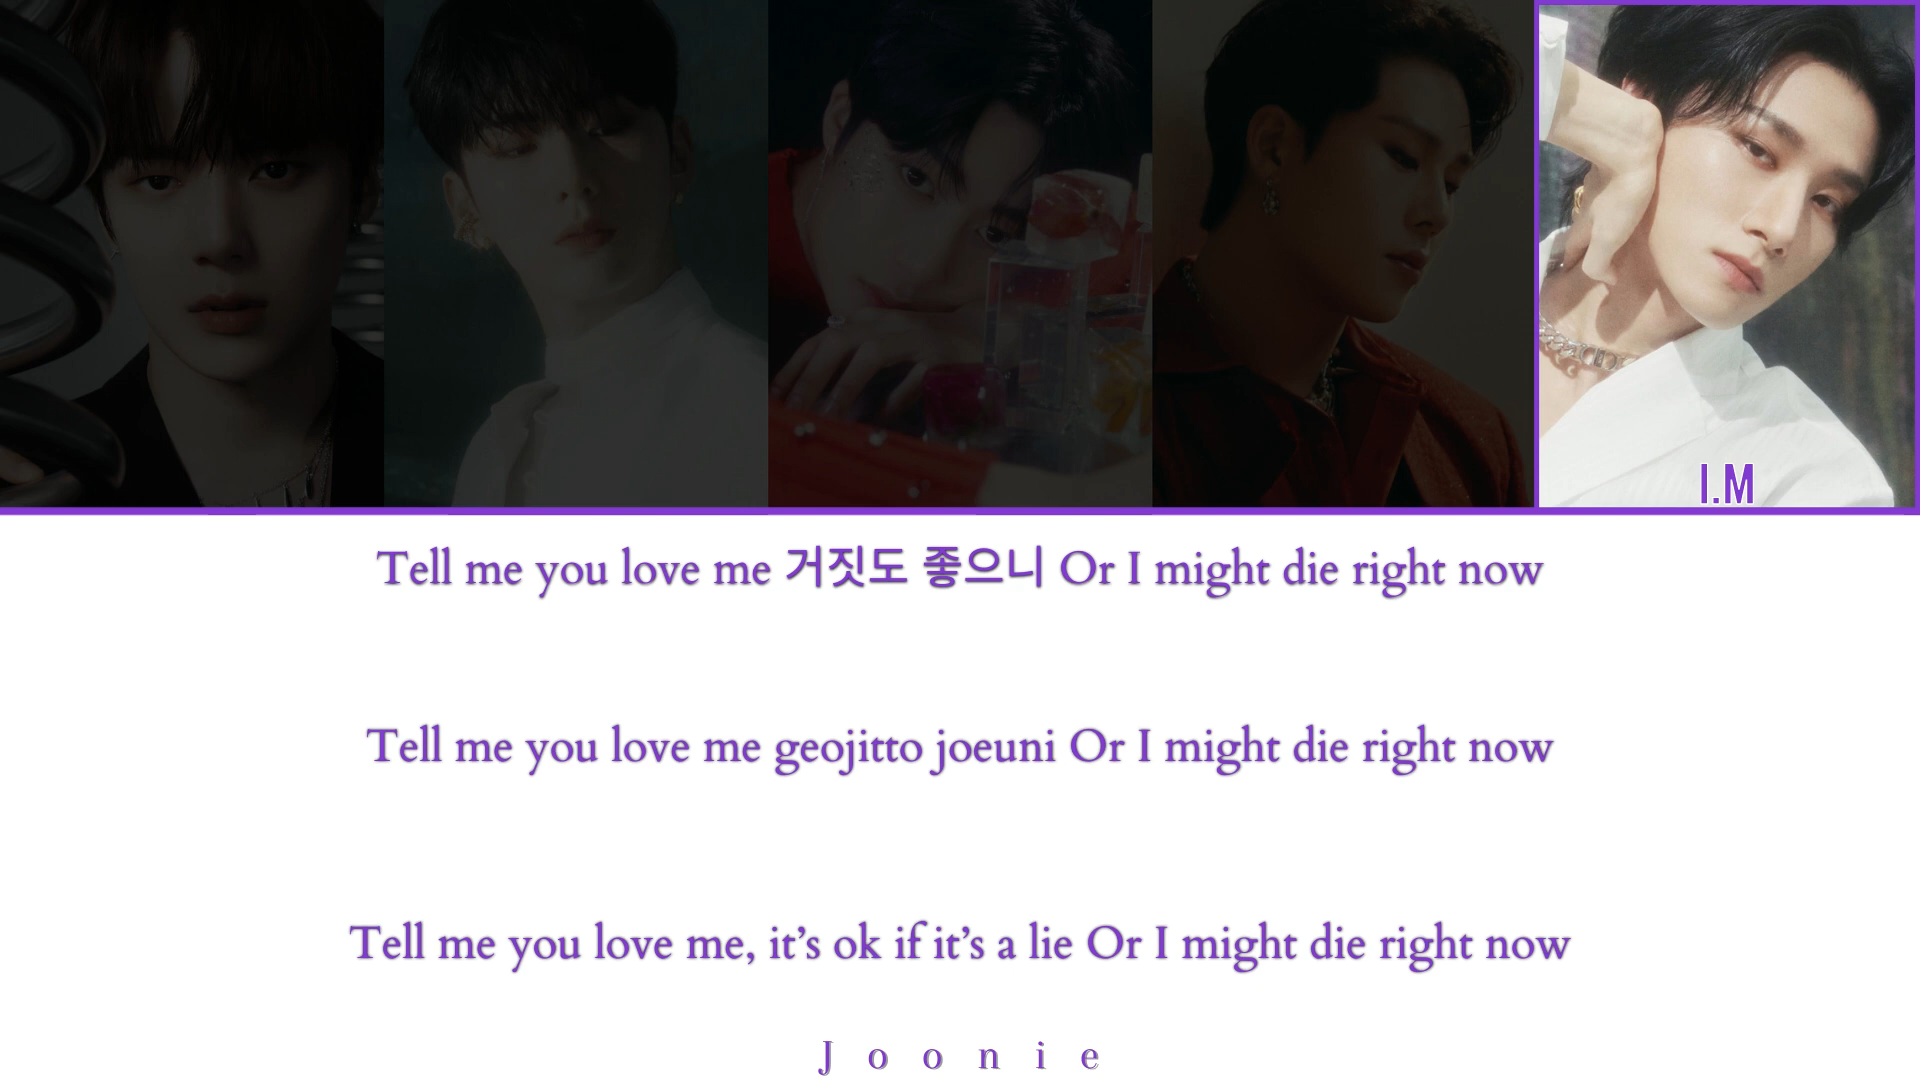 I.M
Tell me you love me 거짓도 좋으니 Or I might die right now
Tell me you love me geojitto joeuni Or I might die right now
Tell me you love me, it’s ok if it’s a lie Or I might die right now
Joonie